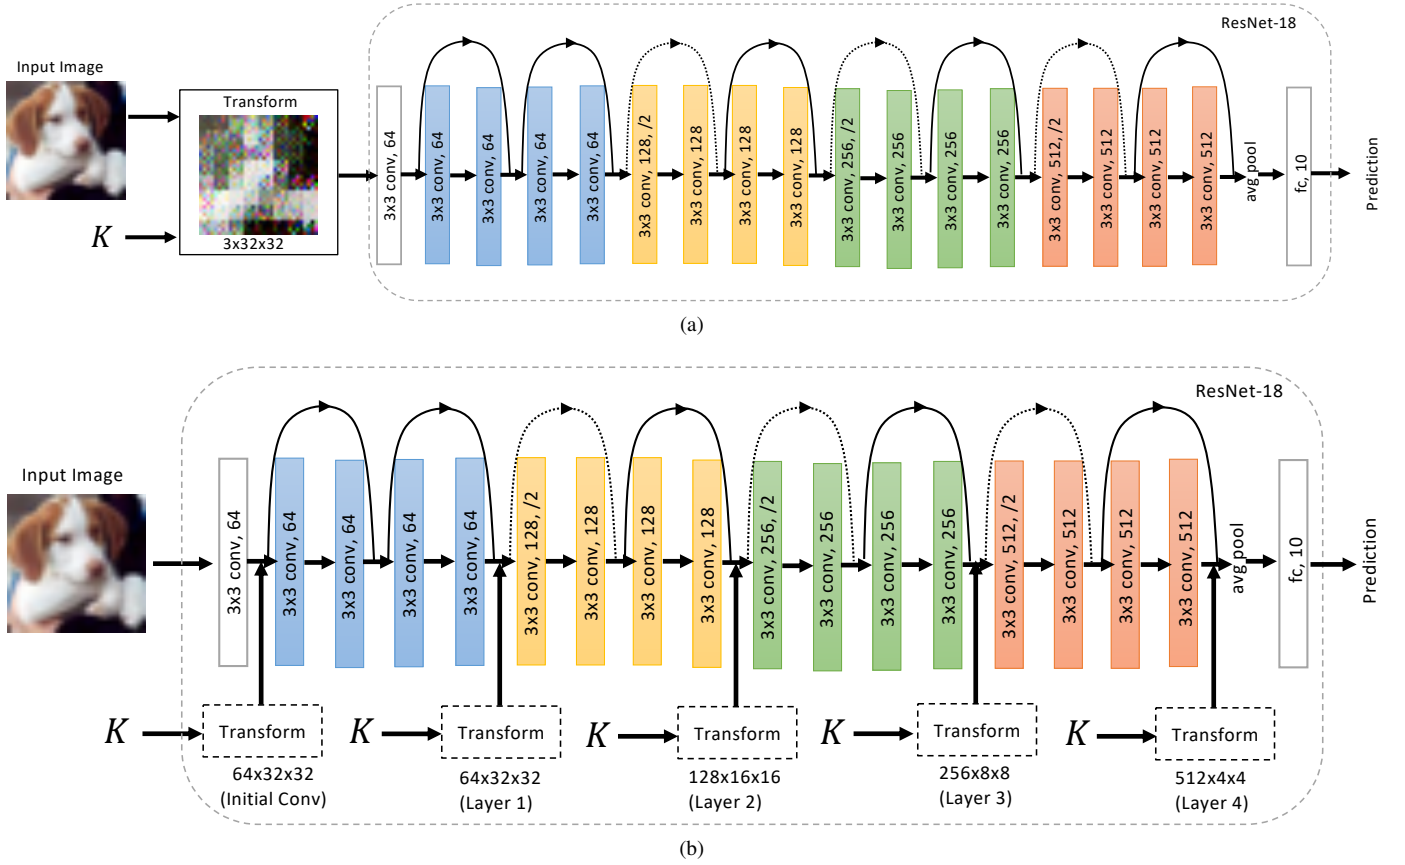 ResNet-18
Input Image
Transform
3x32x32
K
3x3 conv, 64
3x3 conv, 64
3x3 conv, 64
3x3 conv, 64
3x3 conv, 64
3x3 conv, 128, /2
3x3 conv, 128
3x3 conv, 128
3x3 conv, 128
3x3 conv, 256, /2
3x3 conv, 256
3x3 conv, 256
3x3 conv, 256
3x3 conv, 512, /2
3x3 conv, 512
3x3 conv, 512
3x3 conv, 512
avg pool
fc, 10
Prediction
(a)
ResNet-18
Input Image
3x3 conv, 64
3x3 conv, 64
3x3 conv, 64
3x3 conv, 64
3x3 conv, 64
3x3 conv, 128, /2
3x3 conv, 128
3x3 conv, 128
3x3 conv, 128
3x3 conv, 256, /2
3x3 conv, 256
3x3 conv, 256
3x3 conv, 256
3x3 conv, 512, /2
3x3 conv, 512
3x3 conv, 512
3x3 conv, 512
avg pool
fc, 10
Prediction
K
Transform
64x32x32
(Initial Conv)
K
Transform
64x32x32
(Layer 1)
K
Transform
128x16x16
(Layer 2)
K
Transform
256x8x8
(Layer 3)
K
Transform
512x4x4
(Layer 4)
(b)